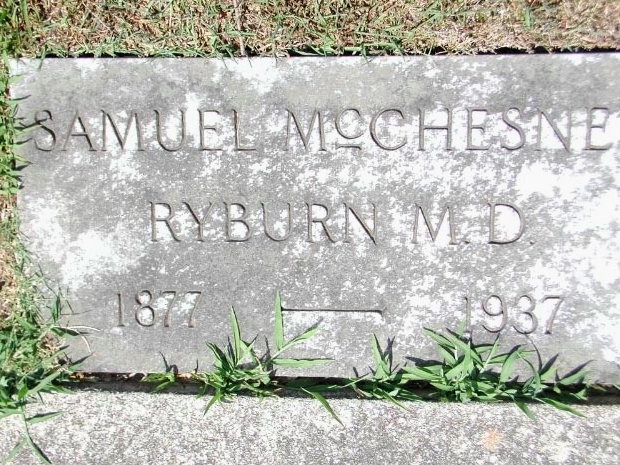 SAMUEL McCHESNE
RYBURN M.D.
1877 — 1937